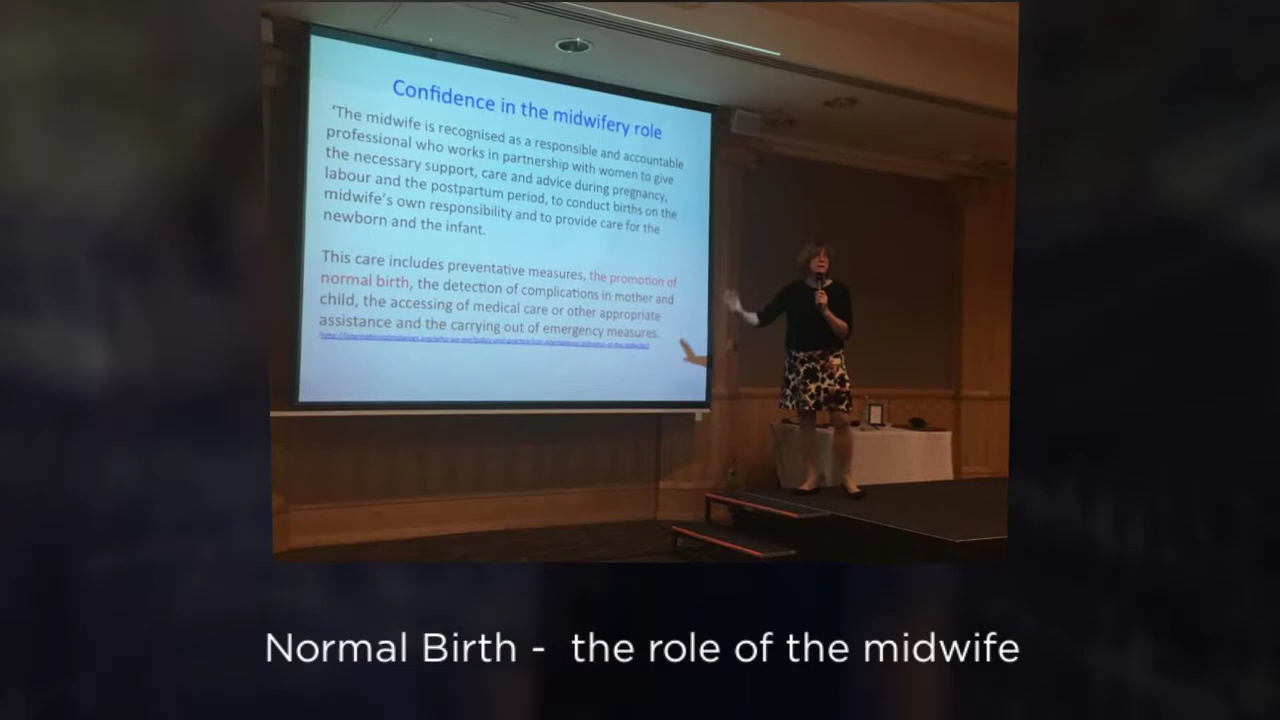 Confidence in the midwifery role
‘The midwife is recognised as a responsible and accountable
professional who works in partnership with women to give
the necessary support, care and advice during pregnancy,
labour and the postpartum period, to conduct births on the
midwife's own responsibility and to provide care for the
newborn and the infant.
This care includes preventative measures, the promotion of
normal birth, the detection of complications in mother and
child, the accessing of medical care or other appropriate
assistance and the carrying out of emergency measures.
Normal Birth - the role of the midwife